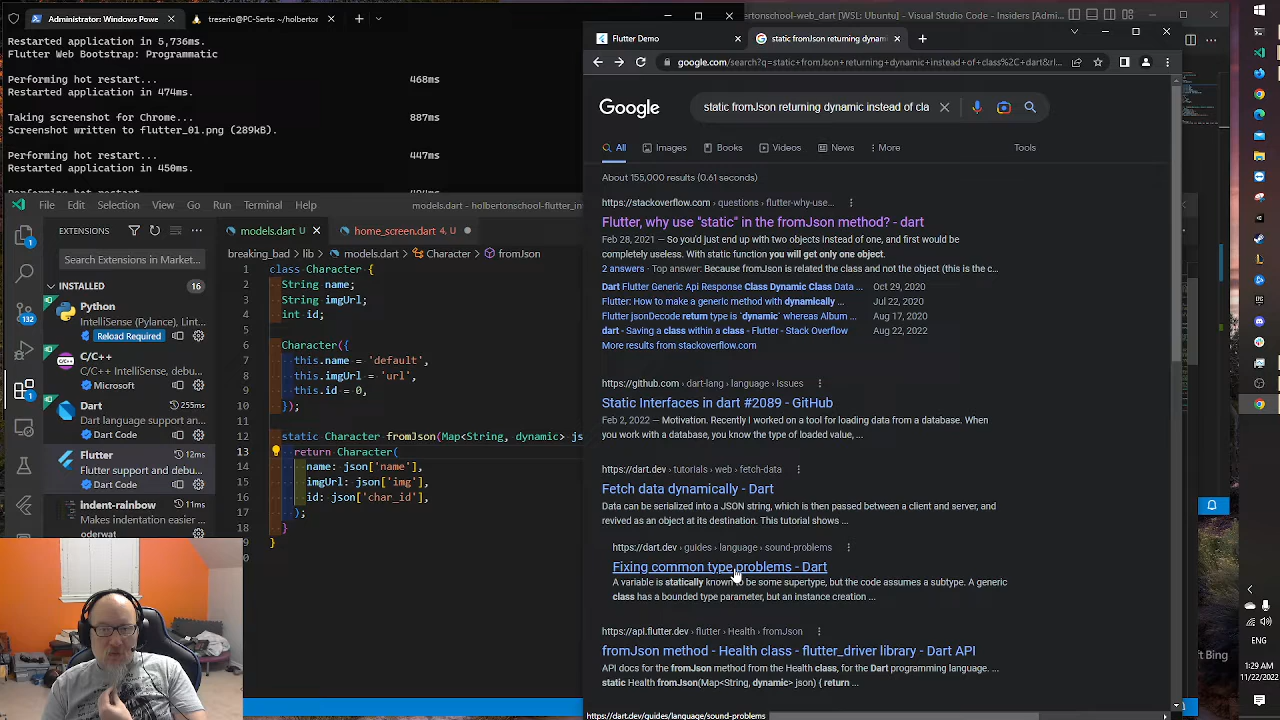 Administrator: Windows Powe
treserio@PC-Serts: ~/holberton
Restarted application in 5,736ms.
Flutter Web Bootstrap: Programmatic
Performing hot restart... 468ms
Restarted application in 474ms.
Taking screenshot for Chrome... 887ms
Screenshot written to flutter_01.png (289kB).
Performing hot restart... 447ms
Restarted application in 450ms.
holbertonschool-web_dart [WSL: Ubuntu] - Visual Studio Code - Insiders [Admi
File Edit Selection View Go Run Terminal Help
models.dart - holbertonschool-flutter_in
EXTENSIONS
Search Extensions in Marketplace
INSTALLED 16
Python
IntelliSense (Pylance), Lint...
Reload Required
C/C++
C/C++ IntelliSense, debu...
Microsoft
Dart 255ms
Dart language support an...
Dart Code
Flutter 12ms
Flutter support and debu...
Dart Code
Indent-rainbow 11ms
Makes indentation easier ...
oderwat
1
132
1
models.dart U
home_screen.dart 4, U
breaking_bad > lib > models.dart > Character > fromJson
1 class Character {
2 String name;
3 String imgUrl;
4 int id;
5
6 Character({
7 this.name = 'default',
8 this.imgUrl = 'url',
9 this.id = 0,
10 });
11
12 static Character fromJson(Map<String, dynamic> js
13 return Character(
14 name: json['name'],
15 imgUrl: json['img'],
16 id: json['char_id'],
17 );
18 }
19 }
Flutter Demo
static fromJson returning dynami
google.com/search?q=static+fromJson+returning+dynamic+instead+of+class%2C+dart&rl...
Google
static fromJson returning dynamic instead of cla
All Images Books Videos News More Tools
About 155,000 results (0.61 seconds)
https://stackoverflow.com › questions › flutter-why-use...
Flutter, why use "static" in the fromJson method? - dart
Feb 28, 2021 — So you'd just end up with two objects instead of one, and first would be
completely useless. With static function you will get only one object.
2 answers · Top answer: Because fromJson is related the class and not the object (this is the c...
Dart Flutter Generic Api Response Class Dynamic Class Data ... Oct 29, 2020
Flutter: How to make a generic method with dynamically ... Jul 22, 2020
Flutter jsonDecode return type is `dynamic` whereas Album ... Aug 17, 2020
dart - Saving a class within a class - Flutter - Stack Overflow Aug 22, 2022
More results from stackoverflow.com
https://github.com › dart-lang › language › issues
Static Interfaces in dart #2089 - GitHub
Feb 2, 2022 — Motivation. Recently I worked on a tool for loading data from a database. When
you work with a database, you know the type of loaded value, ...
https://dart.dev › tutorials › web › fetch-data
Fetch data dynamically - Dart
Data can be serialized into a JSON string, which is then passed between a client and server, and
revived as an object at its destination. This tutorial shows ...
https://dart.dev › guides › language › sound-problems
Fixing common type problems - Dart
A variable is statically known to be some supertype, but the code assumes a subtype. A generic
class has a bounded type parameter, but an instance creation ...
https://api.flutter.dev › flutter › Health › fromJson
fromJson method - Health class - flutter_driver library - Dart API
API docs for the fromJson method from the Health class, for the Dart programming language. ...
static Health fromJson(Map<String, dynamic> json) { return ...
https://dart.dev/guides/language/sound-problems
oft Bing
ENG
1:29 AM
11/22/2022